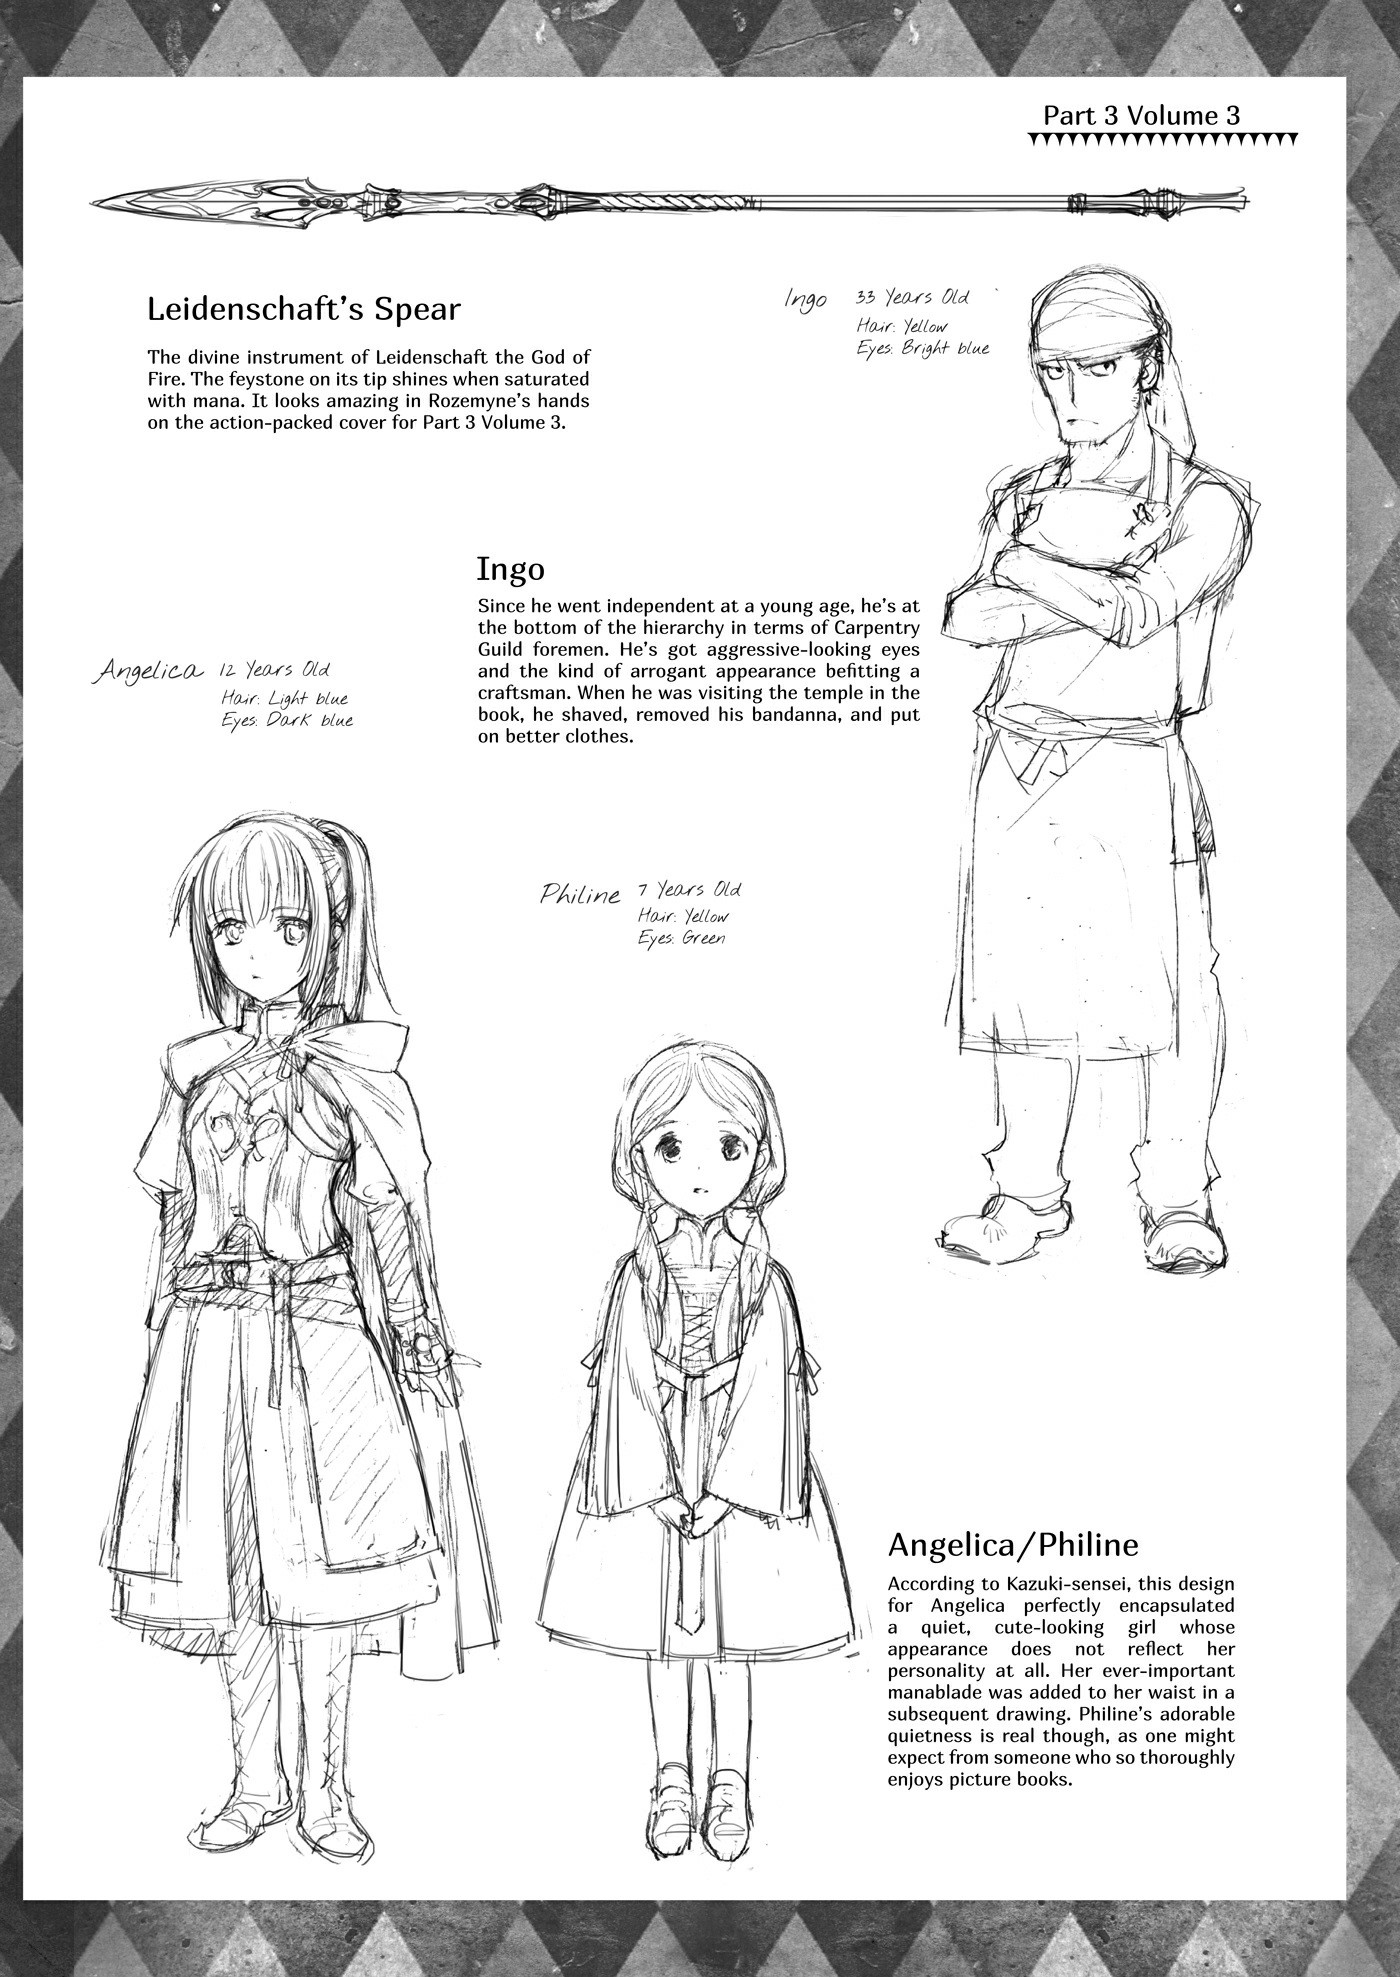 Part 3 Volume 3
Leidenschaft's Spear
The divine instrument of Leidenschaft the God of
Fire. The feystone on its tip shines when saturated
with mana. It looks amazing in Rozemyne's hands
on the action-packed cover for Part 3 Volume 3.
Ingo 33 Years Old
Hair: Yellow
Eyes: Bright blue
Ingo
Since he went independent at a young age, he's at
the bottom of the hierarchy in terms of Carpentry
Guild foremen. He's got aggressive-looking eyes
and the kind of arrogant appearance befitting a
craftsman. When he was visiting the temple in the
book, he shaved, removed his bandanna, and put
on better clothes.
Angelica 12 Years Old
Hair: Light blue
Eyes: Dark blue
Philine 7 Years Old
Hair: Yellow
Eyes: Green
Angelica/Philine
According to Kazuki-sensei, this design
for Angelica perfectly encapsulated
a quiet, cute-looking girl whose
appearance does not reflect her
personality at all. Her ever-important
manablade was added to her waist in a
subsequent drawing. Philine's adorable
quietness is real though, as one might
expect from someone who so thoroughly
enjoys picture books.